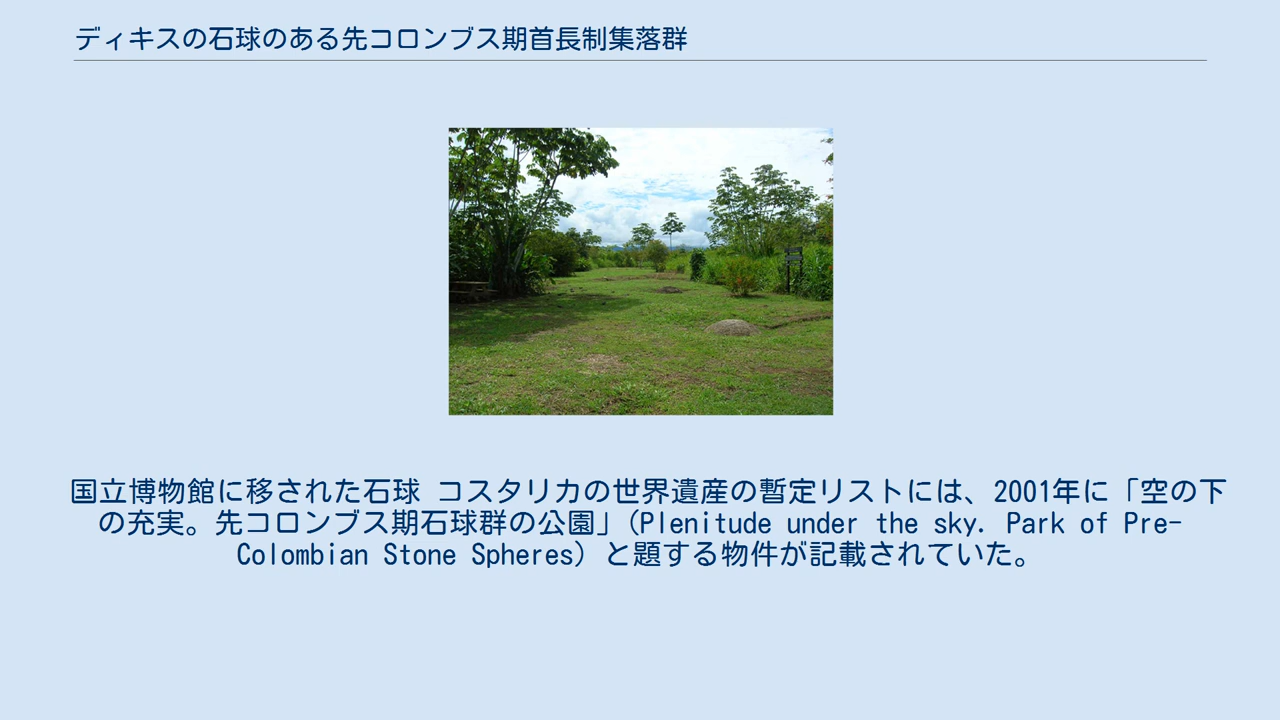 ディキスの石球のある先コロンブス期首長制集落群
国立博物館に移された石球 コスタリカの世界遺産の暫定リストには、2001年に「空の下
の充実。先コロンブス期石球群の公園」(Plenitude under the sky. Park of Pre-
Colombian Stone Spheres) と題する物件が記載されていた。